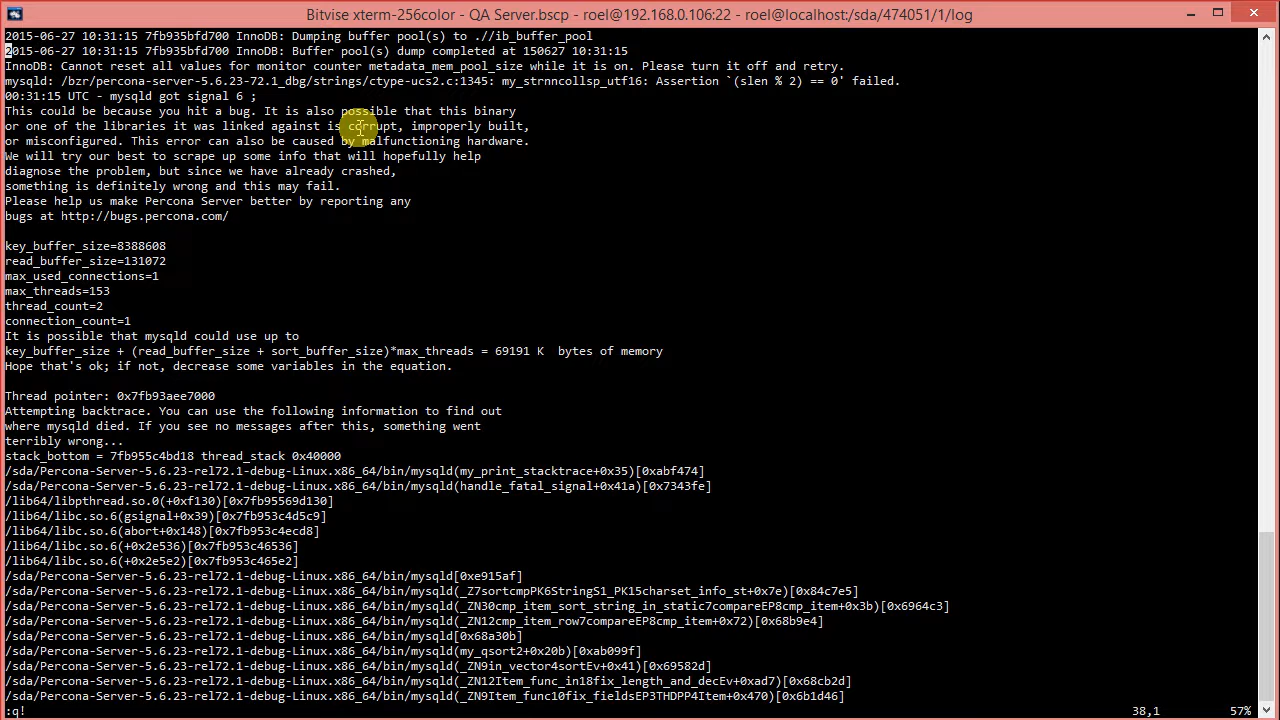 Bitvise xterm-256color - QA Server.bscp - roel@192.168.0.106:22 - roel@localhost:/sda/474051/1/log
2015-06-27 10:31:15 7fb935bfd700 InnoDB: Dumping buffer pool(s) to .//ib_buffer_pool
2015-06-27 10:31:15 7fb935bfd700 InnoDB: Buffer pool(s) dump completed at 150627 10:31:15
InnoDB: Cannot reset all values for monitor counter metadata_mem_pool_size while it is on. Please turn it off and retry.
mysqld: /bzr/percona-server-5.6.23-72.1_dbg/strings/ctype-ucs2.c:1345: my_strnncollsp_utf16: Assertion `(slen % 2) == 0' failed.
00:31:15 UTC - mysqld got signal 6 ;
This could be because you hit a bug. It is also possible that this binary
or one of the libraries it was linked against is corrupt, improperly built,
or misconfigured. This error can also be caused by malfunctioning hardware.
We will try our best to scrape up some info that will hopefully help
diagnose the problem, but since we have already crashed,
something is definitely wrong and this may fail.
Please help us make Percona Server better by reporting any
bugs at http://bugs.percona.com/
key_buffer_size=8388608
read_buffer_size=131072
max_used_connections=1
max_threads=153
thread_count=2
connection_count=1
It is possible that mysqld could use up to
key_buffer_size + (read_buffer_size + sort_buffer_size)*max_threads = 69191 K  bytes of memory
Hope that's ok; if not, decrease some variables in the equation.
Thread pointer: 0x7fb93aee7000
Attempting backtrace. You can use the following information to find out
where mysqld died. If you see no messages after this, something went
terribly wrong...
stack_bottom = 7fb955c4bd18 thread_stack 0x40000
/sda/Percona-Server-5.6.23-rel72.1-debug-Linux.x86_64/bin/mysqld(my_print_stacktrace+0x35)[0xabf474]
/sda/Percona-Server-5.6.23-rel72.1-debug-Linux.x86_64/bin/mysqld(handle_fatal_signal+0x41a)[0x7343fe]
/lib64/libpthread.so.0(+0xf130)[0x7fb95569d130]
/lib64/libc.so.6(gsignal+0x39)[0x7fb953c4d5c9]
/lib64/libc.so.6(abort+0x148)[0x7fb953c4ecd8]
/lib64/libc.so.6(+0x2e536)[0x7fb953c46536]
/lib64/libc.so.6(+0x2e5e2)[0x7fb953c465e2]
/sda/Percona-Server-5.6.23-rel72.1-debug-Linux.x86_64/bin/mysqld[0xe915af]
/sda/Percona-Server-5.6.23-rel72.1-debug-Linux.x86_64/bin/mysqld(_Z7sortcmpPK6StringS1_PK15charset_info_st+0x7e)[0x84c7e5]
/sda/Percona-Server-5.6.23-rel72.1-debug-Linux.x86_64/bin/mysqld(_ZN30cmp_item_sort_string_in_static7compareEP8cmp_item+0x3b)[0x6964c3]
/sda/Percona-Server-5.6.23-rel72.1-debug-Linux.x86_64/bin/mysqld(_ZN12cmp_item_row7compareEP8cmp_item+0x72)[0x68b9e4]
/sda/Percona-Server-5.6.23-rel72.1-debug-Linux.x86_64/bin/mysqld[0x68a30b]
/sda/Percona-Server-5.6.23-rel72.1-debug-Linux.x86_64/bin/mysqld(my_qsort2+0x20b)[0xab099f]
/sda/Percona-Server-5.6.23-rel72.1-debug-Linux.x86_64/bin/mysqld(_ZN9in_vector4sortEv+0x41)[0x69582d]
/sda/Percona-Server-5.6.23-rel72.1-debug-Linux.x86_64/bin/mysqld(_ZN12Item_func_in18fix_length_and_decEv+0xad7)[0x68cb2d]
/sda/Percona-Server-5.6.23-rel72.1-debug-Linux.x86_64/bin/mysqld(_ZN9Item_func10fix_fieldsEP3THDPP4Item+0x470)[0x6b1d46]
:q! 38,1 57%